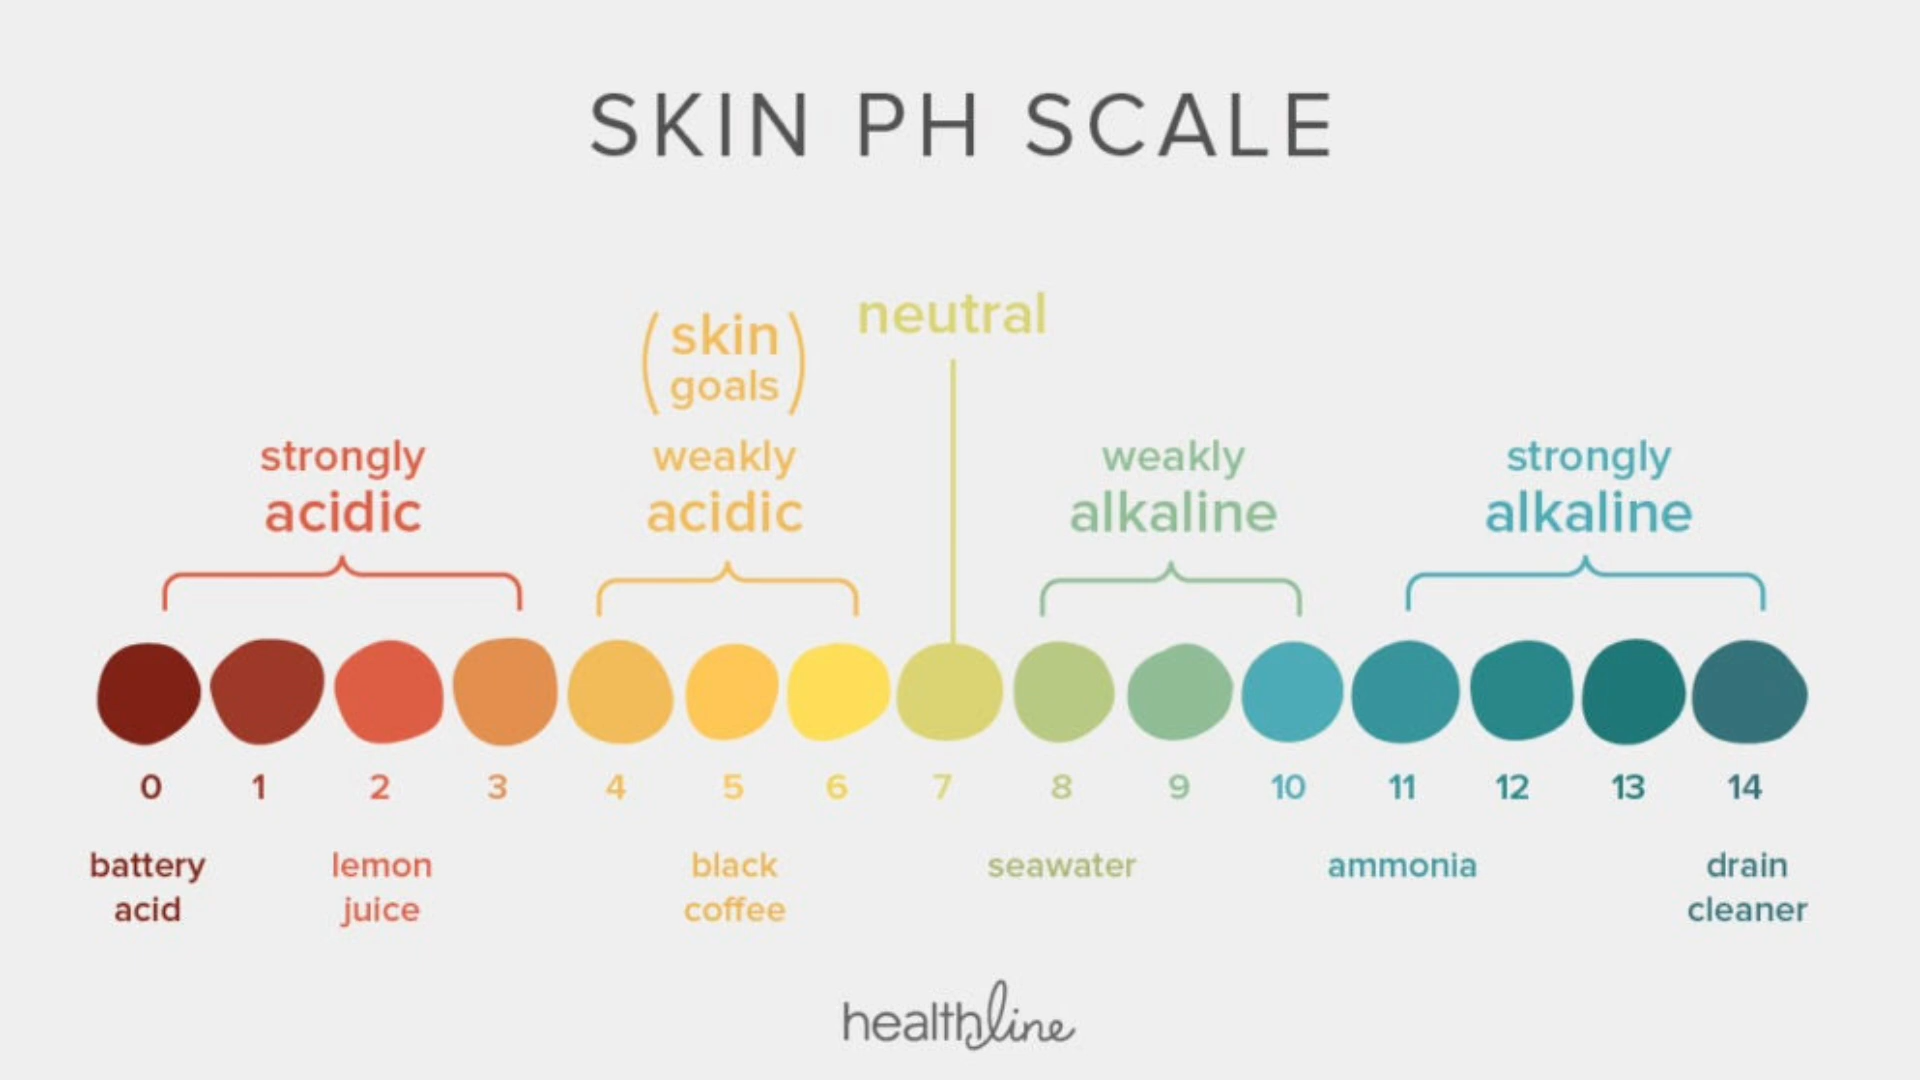 SKIN PH SCALE
(skin goals)
neutral
strongly
acidic
weakly
acidic
weakly
alkaline
strongly
alkaline
0 1 2 3 4 5 6 7 8 9 10 11 12 13 14
battery
acid
lemon
juice
black
coffee
seawater
ammonia
drain
cleaner
healthline